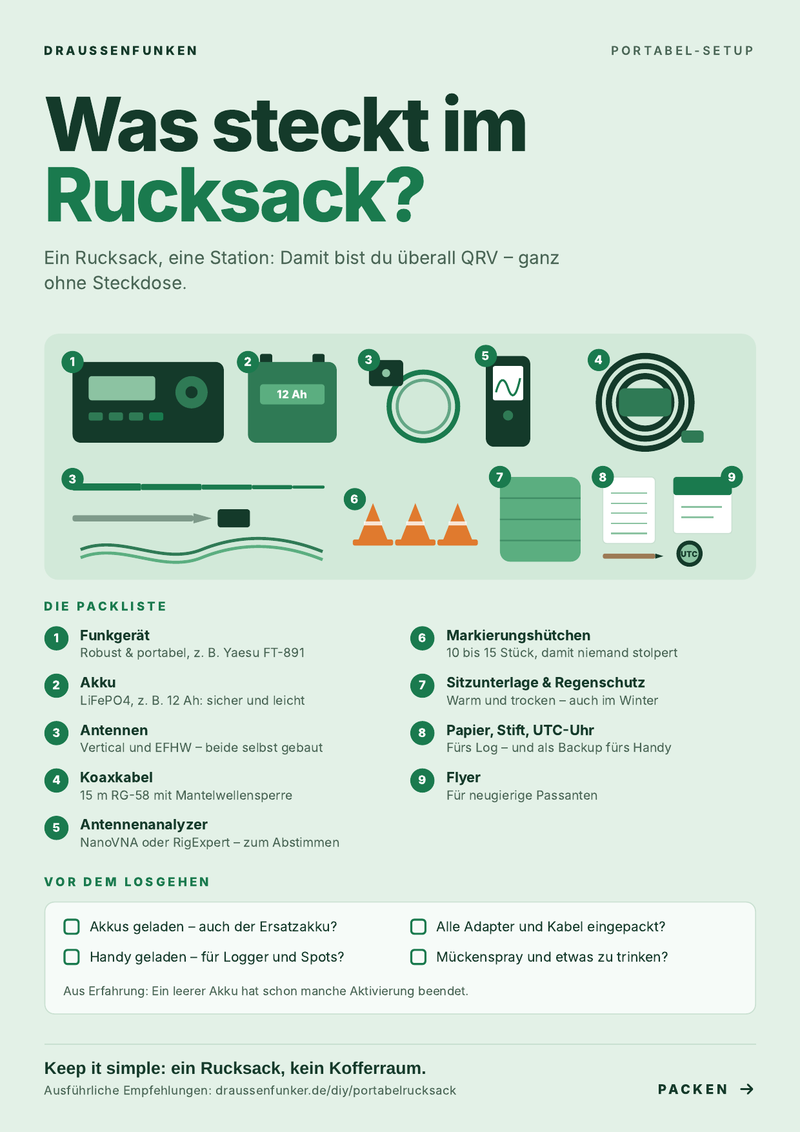 DRAUSSENFUNKEN
PORTABEL-SETUP
Was steckt im
Rucksack?
Ein Rucksack, eine Station: Damit bist du überall QRV – ganz
ohne Steckdose.
1
2
3
5
4
12 Ah
3
6
7
8
9
UTC
DIE PACKLISTE
1 Funkgerät
Robust & portabel, z. B. Yaesu FT-891
2 Akku
LiFePO4, z. B. 12 Ah: sicher und leicht
3 Antennen
Vertical und EFHW – beide selbst gebaut
4 Koaxkabel
15 m RG-58 mit Mantelwellensperre
5 Antennenanalyzer
NanoVNA oder RigExpert – zum Abstimmen
6 Markierungshütchen
10 bis 15 Stück, damit niemand stolpert
7 Sitzunterlage & Regenschutz
Warm und trocken – auch im Winter
8 Papier, Stift, UTC-Uhr
Fürs Log – und als Backup fürs Handy
9 Flyer
Für neugierige Passanten
VOR DEM LOSGEHEN
Akkus geladen – auch der Ersatzakku?
Alle Adapter und Kabel eingepackt?
Handy geladen – für Logger und Spots?
Mückenspray und etwas zu trinken?
Aus Erfahrung: Ein leerer Akku hat schon manche Aktivierung beendet.
Keep it simple: ein Rucksack, kein Kofferraum.
Ausführliche Empfehlungen: draussenfunker.de/diy/portabelrucksack
PACKEN →